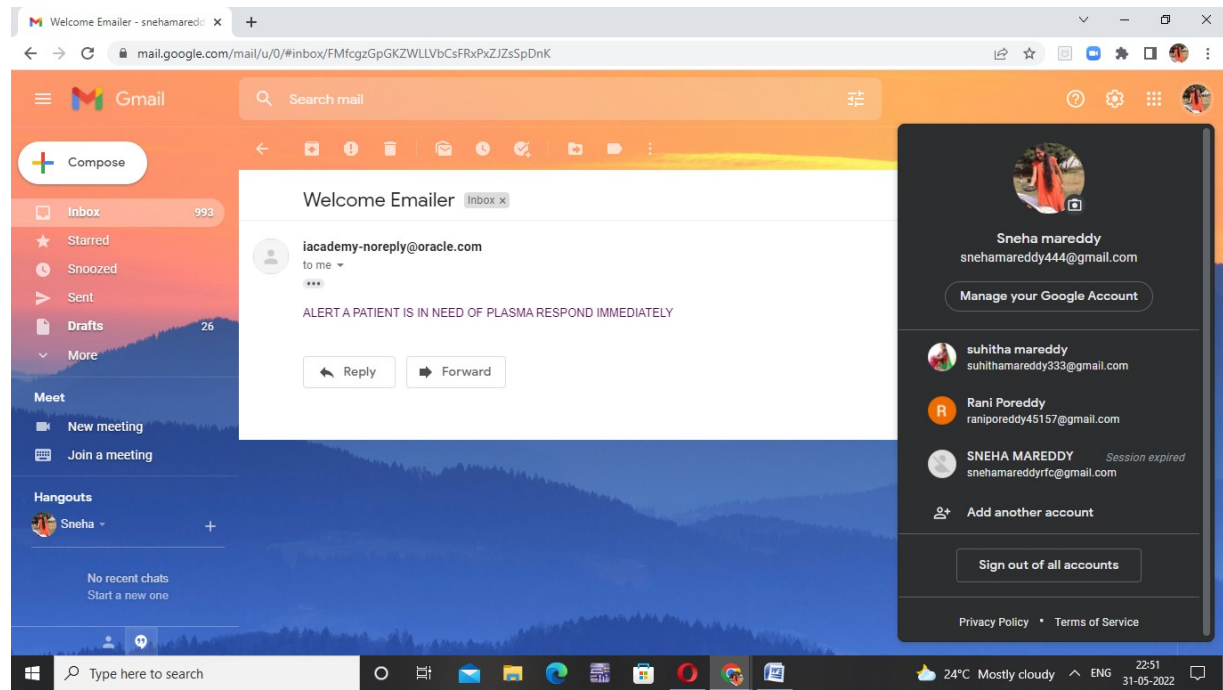 Welcome Emailer - snehamaredd
mail.google.com/mail/u/0/#inbox/FMfcgzGpGKZWLLVbCsFRxPxZJZsSpDnK
Gmail
Search mail
Compose
Inbox 993
Starred
Snoozed
Sent
Drafts 26
More
Meet
New meeting
Join a meeting
Hangouts
Sneha
No recent chats
Start a new one
Welcome Emailer Inbox x
iacademy-noreply@oracle.com
to me
ALERT A PATIENT IS IN NEED OF PLASMA RESPOND IMMEDIATELY
Reply Forward
Sneha mareddy
snehamareddy444@gmail.com
Manage your Google Account
suhitha mareddy
suhithamareddy333@gmail.com
R
Rani Poreddy
raniporeddy45157@gmail.com
SNEHA MAREDDY Session expired
snehamareddyrfc@gmail.com
Add another account
Sign out of all accounts
Privacy Policy • Terms of Service
Type here to search
24°C Mostly cloudy ENG 22:51
31-05-2022